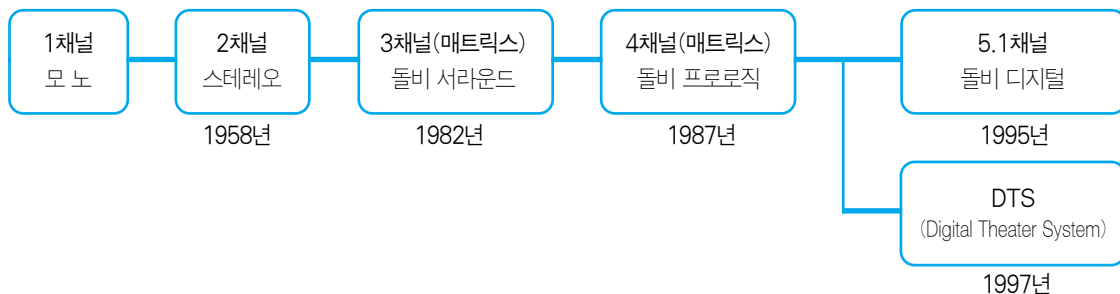 1채널
모 노
2채널
스테레오
1958년
3채널(매트릭스)
돌비 서라운드
1982년
4채널(매트릭스)
돌비 프로로직
1987년
5.1채널
돌비 디지털
1995년
DTS
(Digital Theater System)
1997년